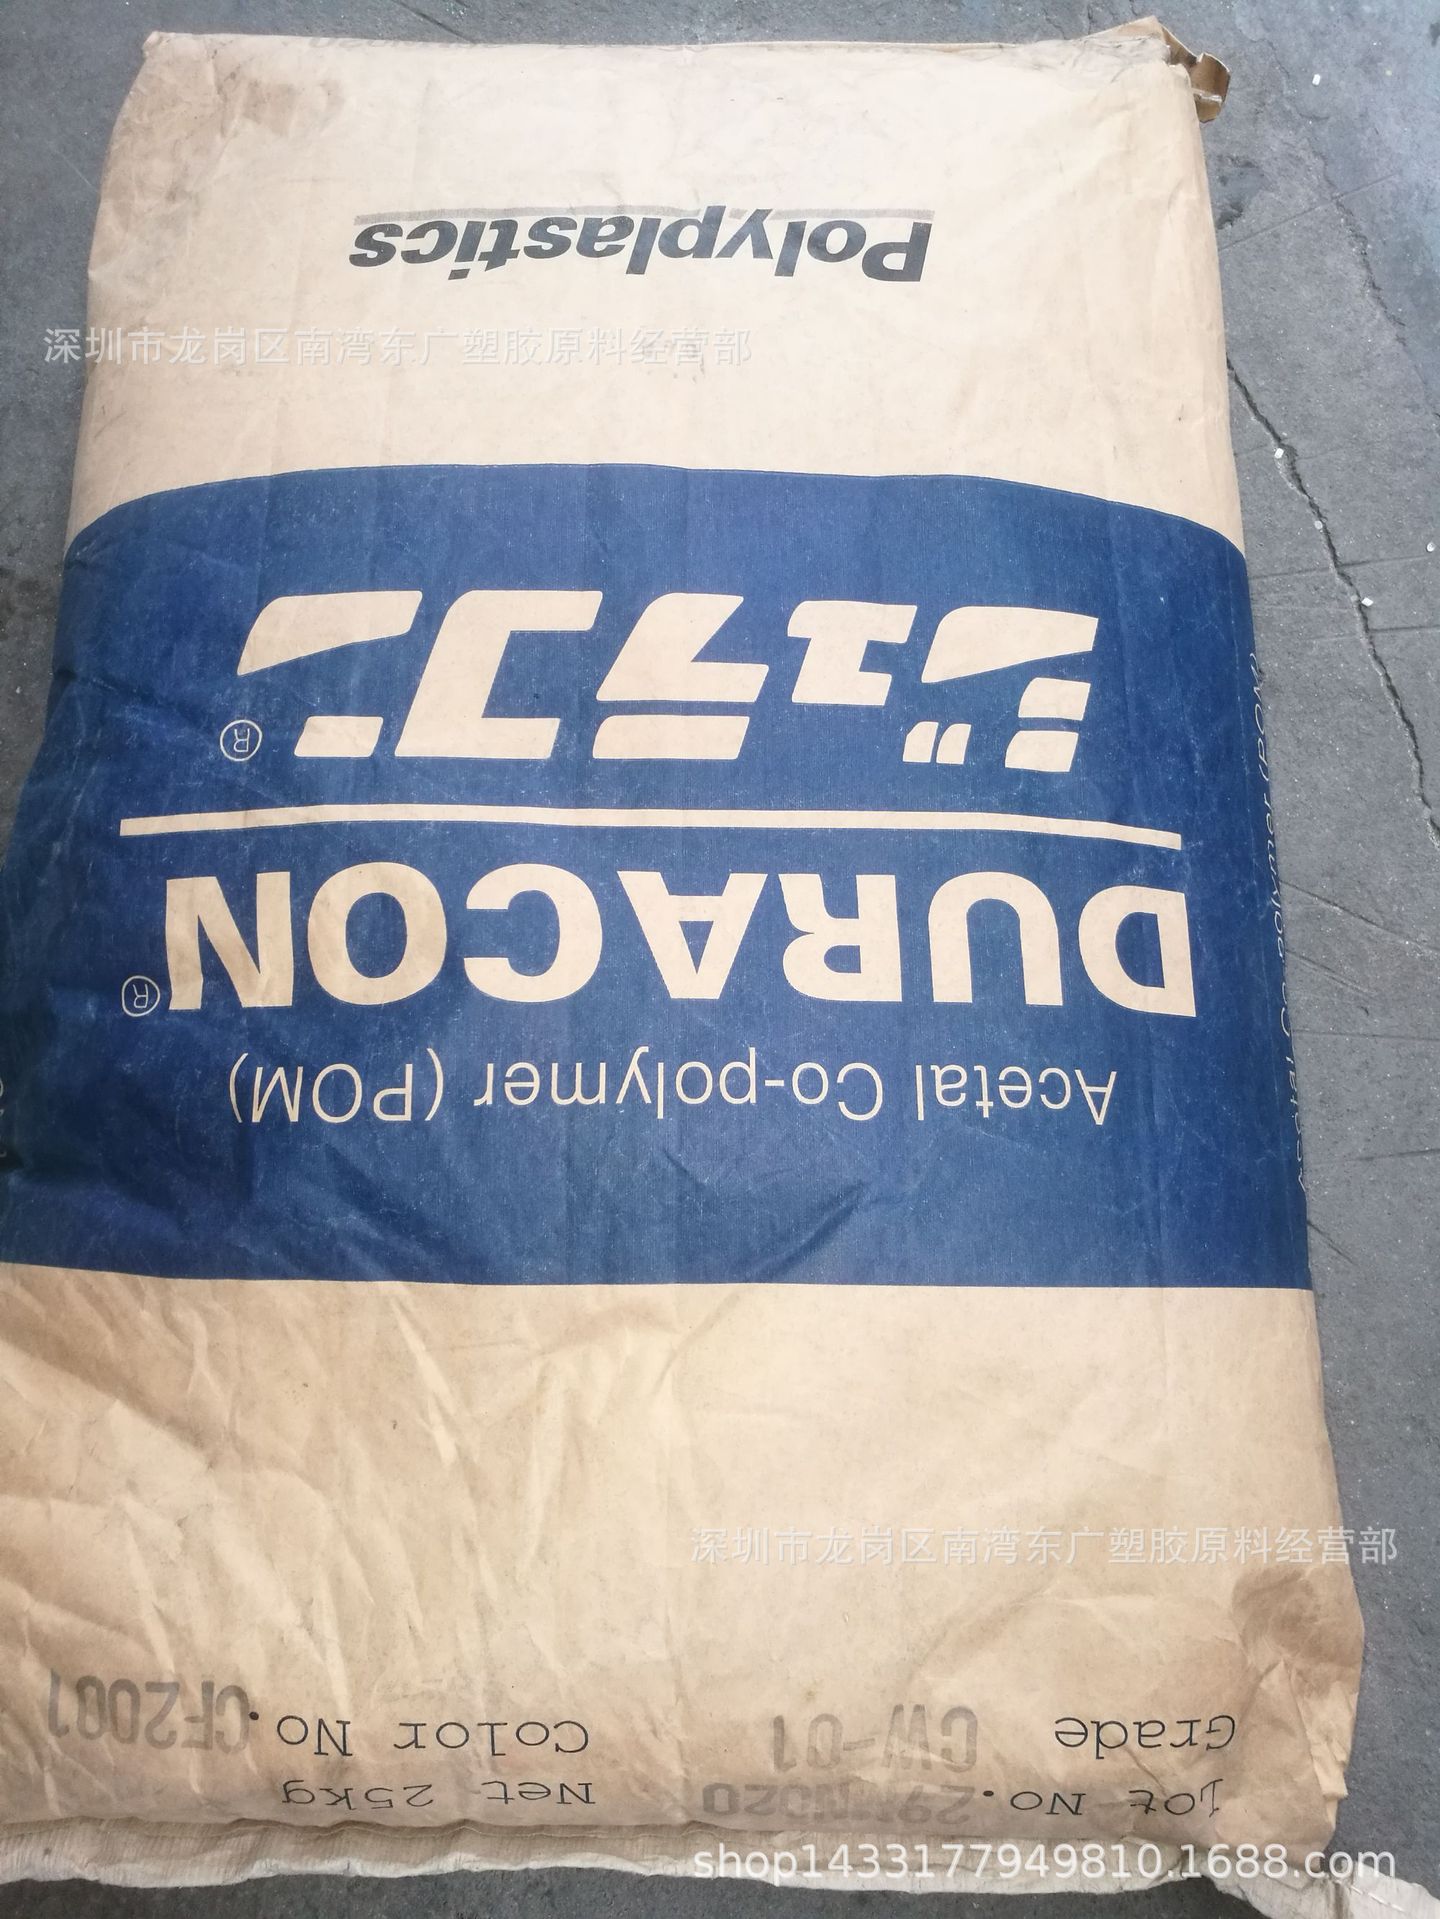 Polyplastics
深圳市龙岗区南湾东广塑胶原料经营部
ジュラコン®
DURACON®
Acetal Co-polymer (POM)
深圳市龙岗区南湾东广塑胶原料经营部
Grade CW-01 Color No. CF2001
Lot No. Net 25kg
shop1433177949810.1688.com